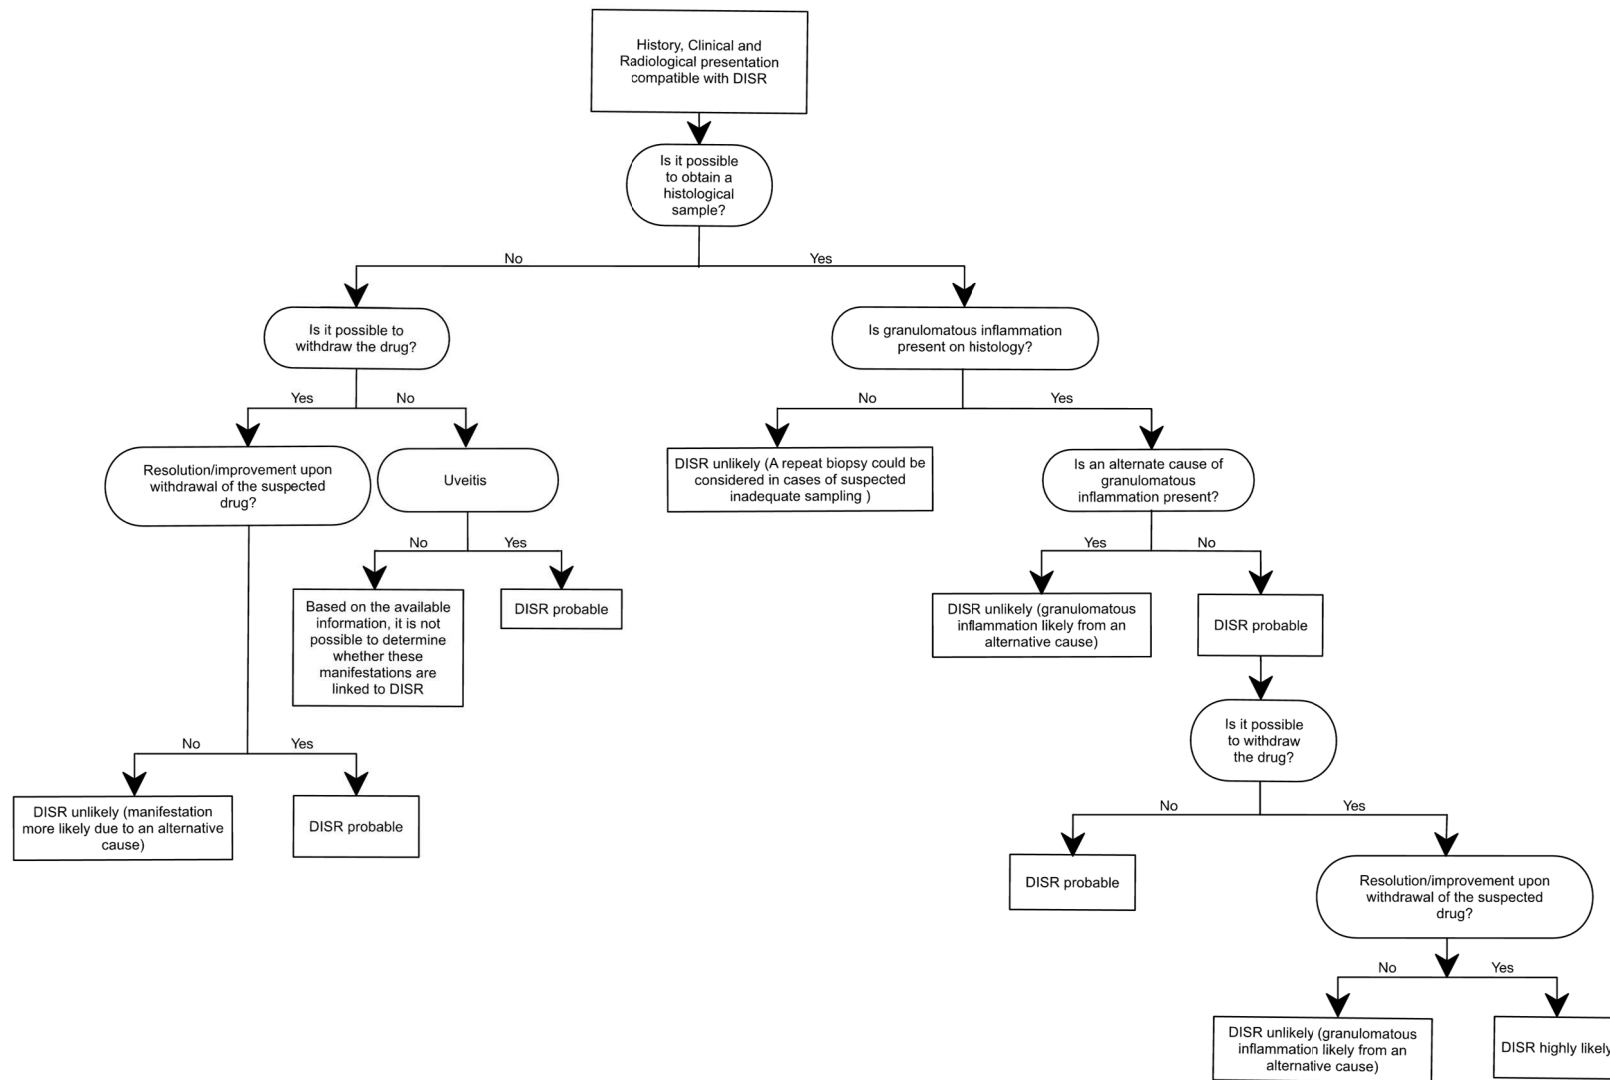 History, Clinical and
Radiological presentation
compatible with DISR
Is it possible
to obtain a
histological
sample?
No
Yes
Is it possible to
withdraw the drug?
Is granulomatous inflammation
present on histology?
Yes
No
No
Yes
Resolution/improvement upon
withdrawal of the suspected
drug?
Uveitis
DISR unlikely (A repeat biopsy could be
considered in cases of suspected
inadequate sampling )
Is an alternate cause of
granulomatous
inflammation present?
No
Yes
Yes
No
Based on the available
information, it is not
possible to determine
whether these
manifestations are
linked to DISR
DISR probable
DISR unlikely (granulomatous
inflammation likely from an
alternative cause)
DISR probable
No
Yes
Is it possible
to withdraw
the drug?
DISR unlikely (manifestation
more likely due to an alternative
cause)
DISR probable
No
Yes
DISR probable
Resolution/improvement upon
withdrawal of the suspected
drug?
No
Yes
DISR unlikely (granulomatous
inflammation likely from an
alternative cause)
DISR highly likely